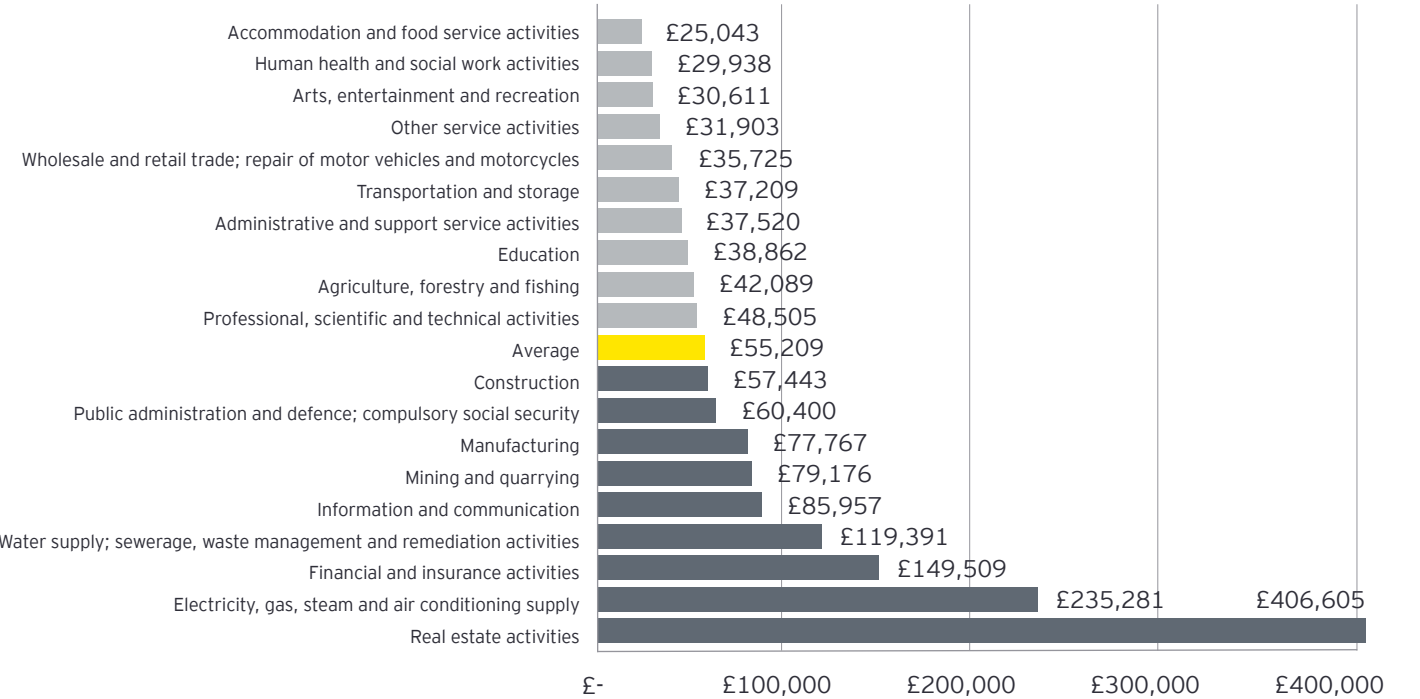 Accommodation and food service activities £25,043
Human health and social work activities £29,938
Arts, entertainment and recreation £30,611
Other service activities £31,903
Wholesale and retail trade; repair of motor vehicles and motorcycles £35,725
Transportation and storage £37,209
Administrative and support service activities £37,520
Education £38,862
Agriculture, forestry and fishing £42,089
Professional, scientific and technical activities £48,505
Average £55,209
Construction £57,443
Public administration and defence; compulsory social security £60,400
Manufacturing £77,767
Mining and quarrying £79,176
Information and communication £85,957
Water supply; sewerage, waste management and remediation activities £119,391
Financial and insurance activities £149,509
Electricity, gas, steam and air conditioning supply £235,281 £406,605
Real estate activities
£- £100,000 £200,000 £300,000 £400,000